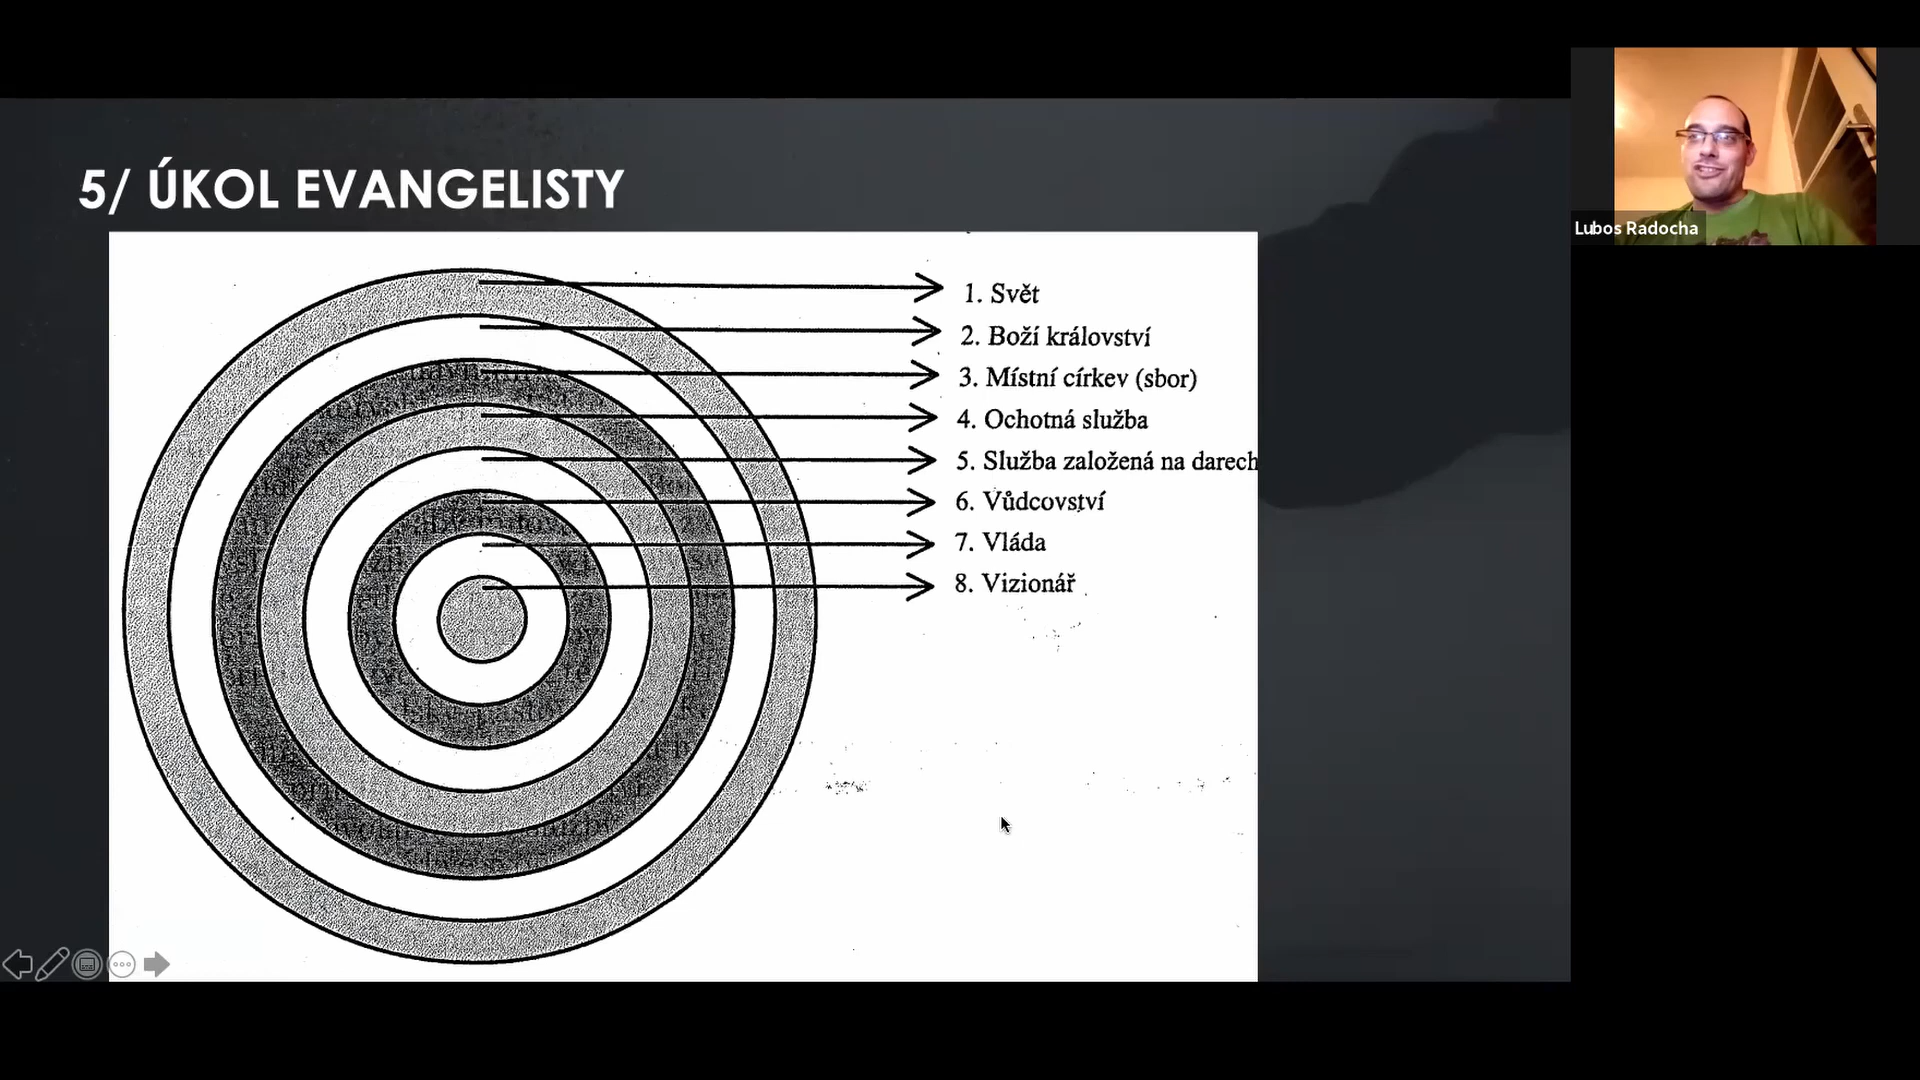 5/ ÚKOL EVANGELISTY
1. Svět
2. Boží království
3. Místní církev (sbor)
4. Ochotná služba
5. Služba založená na darech
6. Vůdcovství
7. Vláda
8. Vizionář
Lubos Radocha